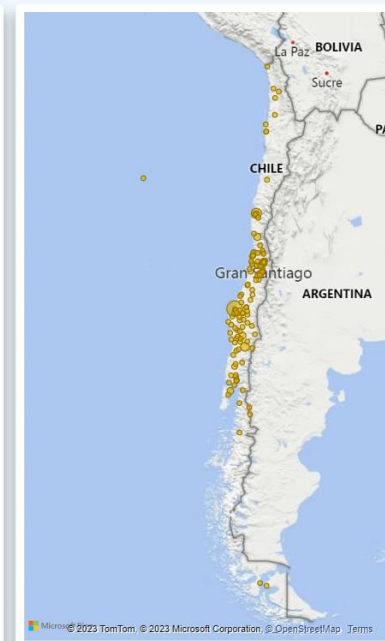 La Paz
BOLIVIA
Sucre
PA
CHILE
Gran Santiago
ARGENTINA
© 2023 TomTom, © 2023 Microsoft Corporation, © OpenStreetMap Terms